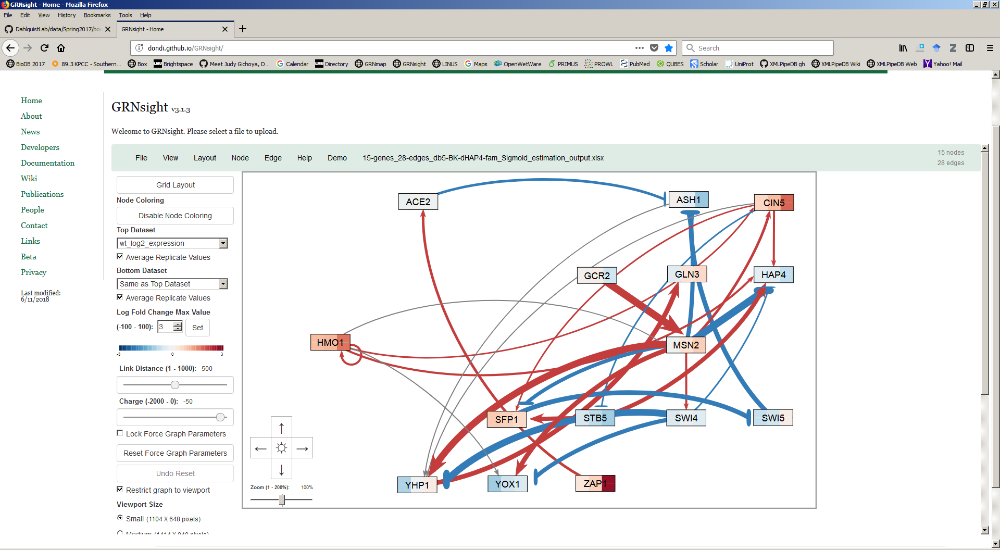 GRNsight - Home - Mozilla Firefox
File Edit View History Bookmarks Tools Help
DahlquistLab/data/Spring2017/bo
GRNsight - Home
dondi.github.io/GRNsight/
Search
BioDB 2017 89.3 KPCC - Southern... Box Brightspace Meet Judy Gichoya, D... Calendar Directory GRNmap GRNsight LINUS Maps OpenWetWare PRIMUS PROWL PubMed QUBES Scholar UniProt XMLPipeDB gh XMLPipeDB Wiki XMLPipeDB Web Yahoo! Mail
Home
About
News
Developers
Documentation
Wiki
Publications
People
Contact
Links
Beta
Privacy
Last modified:
6/11/2018
GRNsight v3.1.3
Welcome to GRNsight. Please select a file to upload.
File View Layout Node Edge Help Demo 15-genes_28-edges_db5-BK-dHAP4-fam_Sigmoid_estimation_output.xlsx
15 nodes
28 edges
Grid Layout
Node Coloring
Disable Node Coloring
Top Dataset
wt_log2_expression
Average Replicate Values
Bottom Dataset
Same as Top Dataset
Average Replicate Values
Log Fold Change Max Value
(-100 - 100): 3 Set
-3 0 3
Link Distance (1 - 1000): 500
Charge (-2000 - 0): -50
Lock Force Graph Parameters
Reset Force Graph Parameters
Undo Reset
Restrict graph to viewport
Viewport Size
Small (1104 X 648 pixels)
Medium (1414 X 840 pixels)
Zoom (1 - 200%): 100%
ACE2
ASH1
CIN5
GCR2
GLN3
HAP4
HMO1
MSN2
SFP1
STB5
SWI4
SWI5
YHP1
YOX1
ZAP1